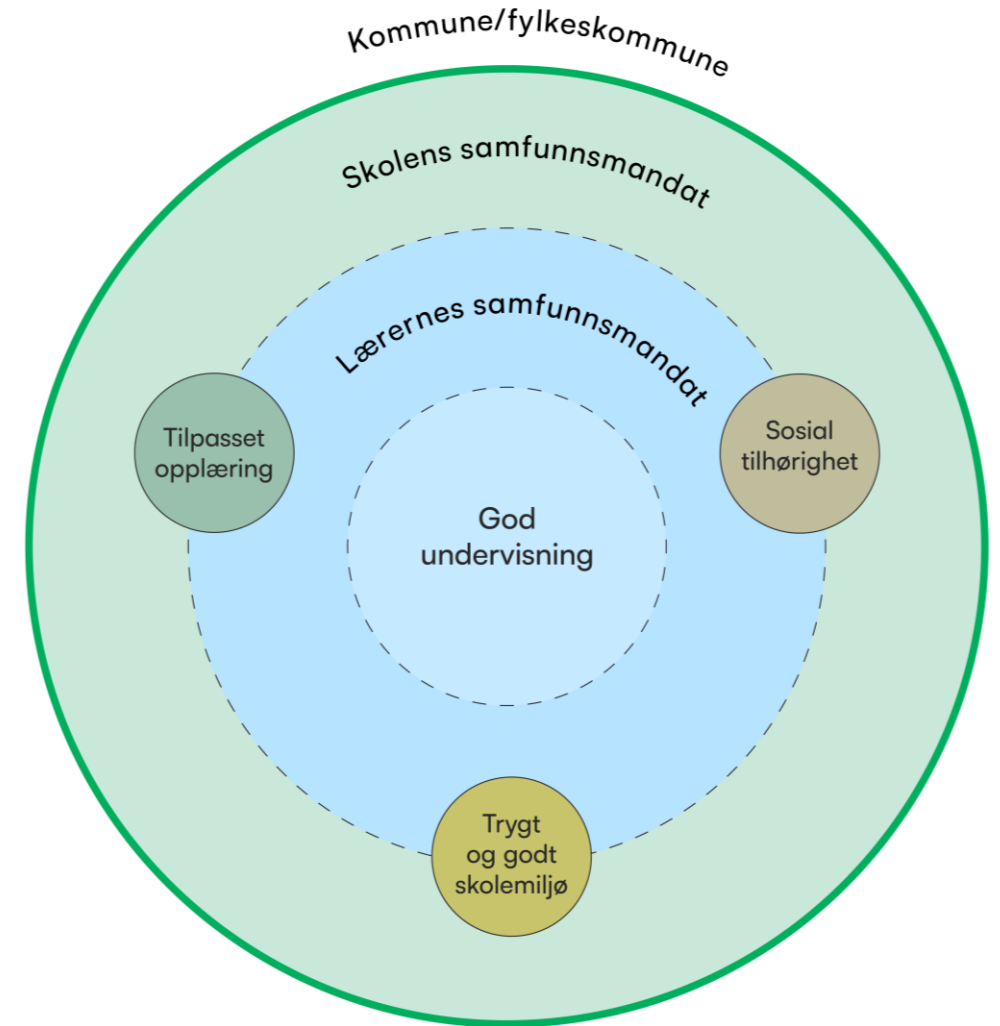 Kommune/fylkeskommune
Skolens samfunnsmandat
Lærernes samfunnsmandat
Tilpasset
opplæring
Sosial
tilhørighet
God
undervisning
Trygt
og godt
skolemiljø